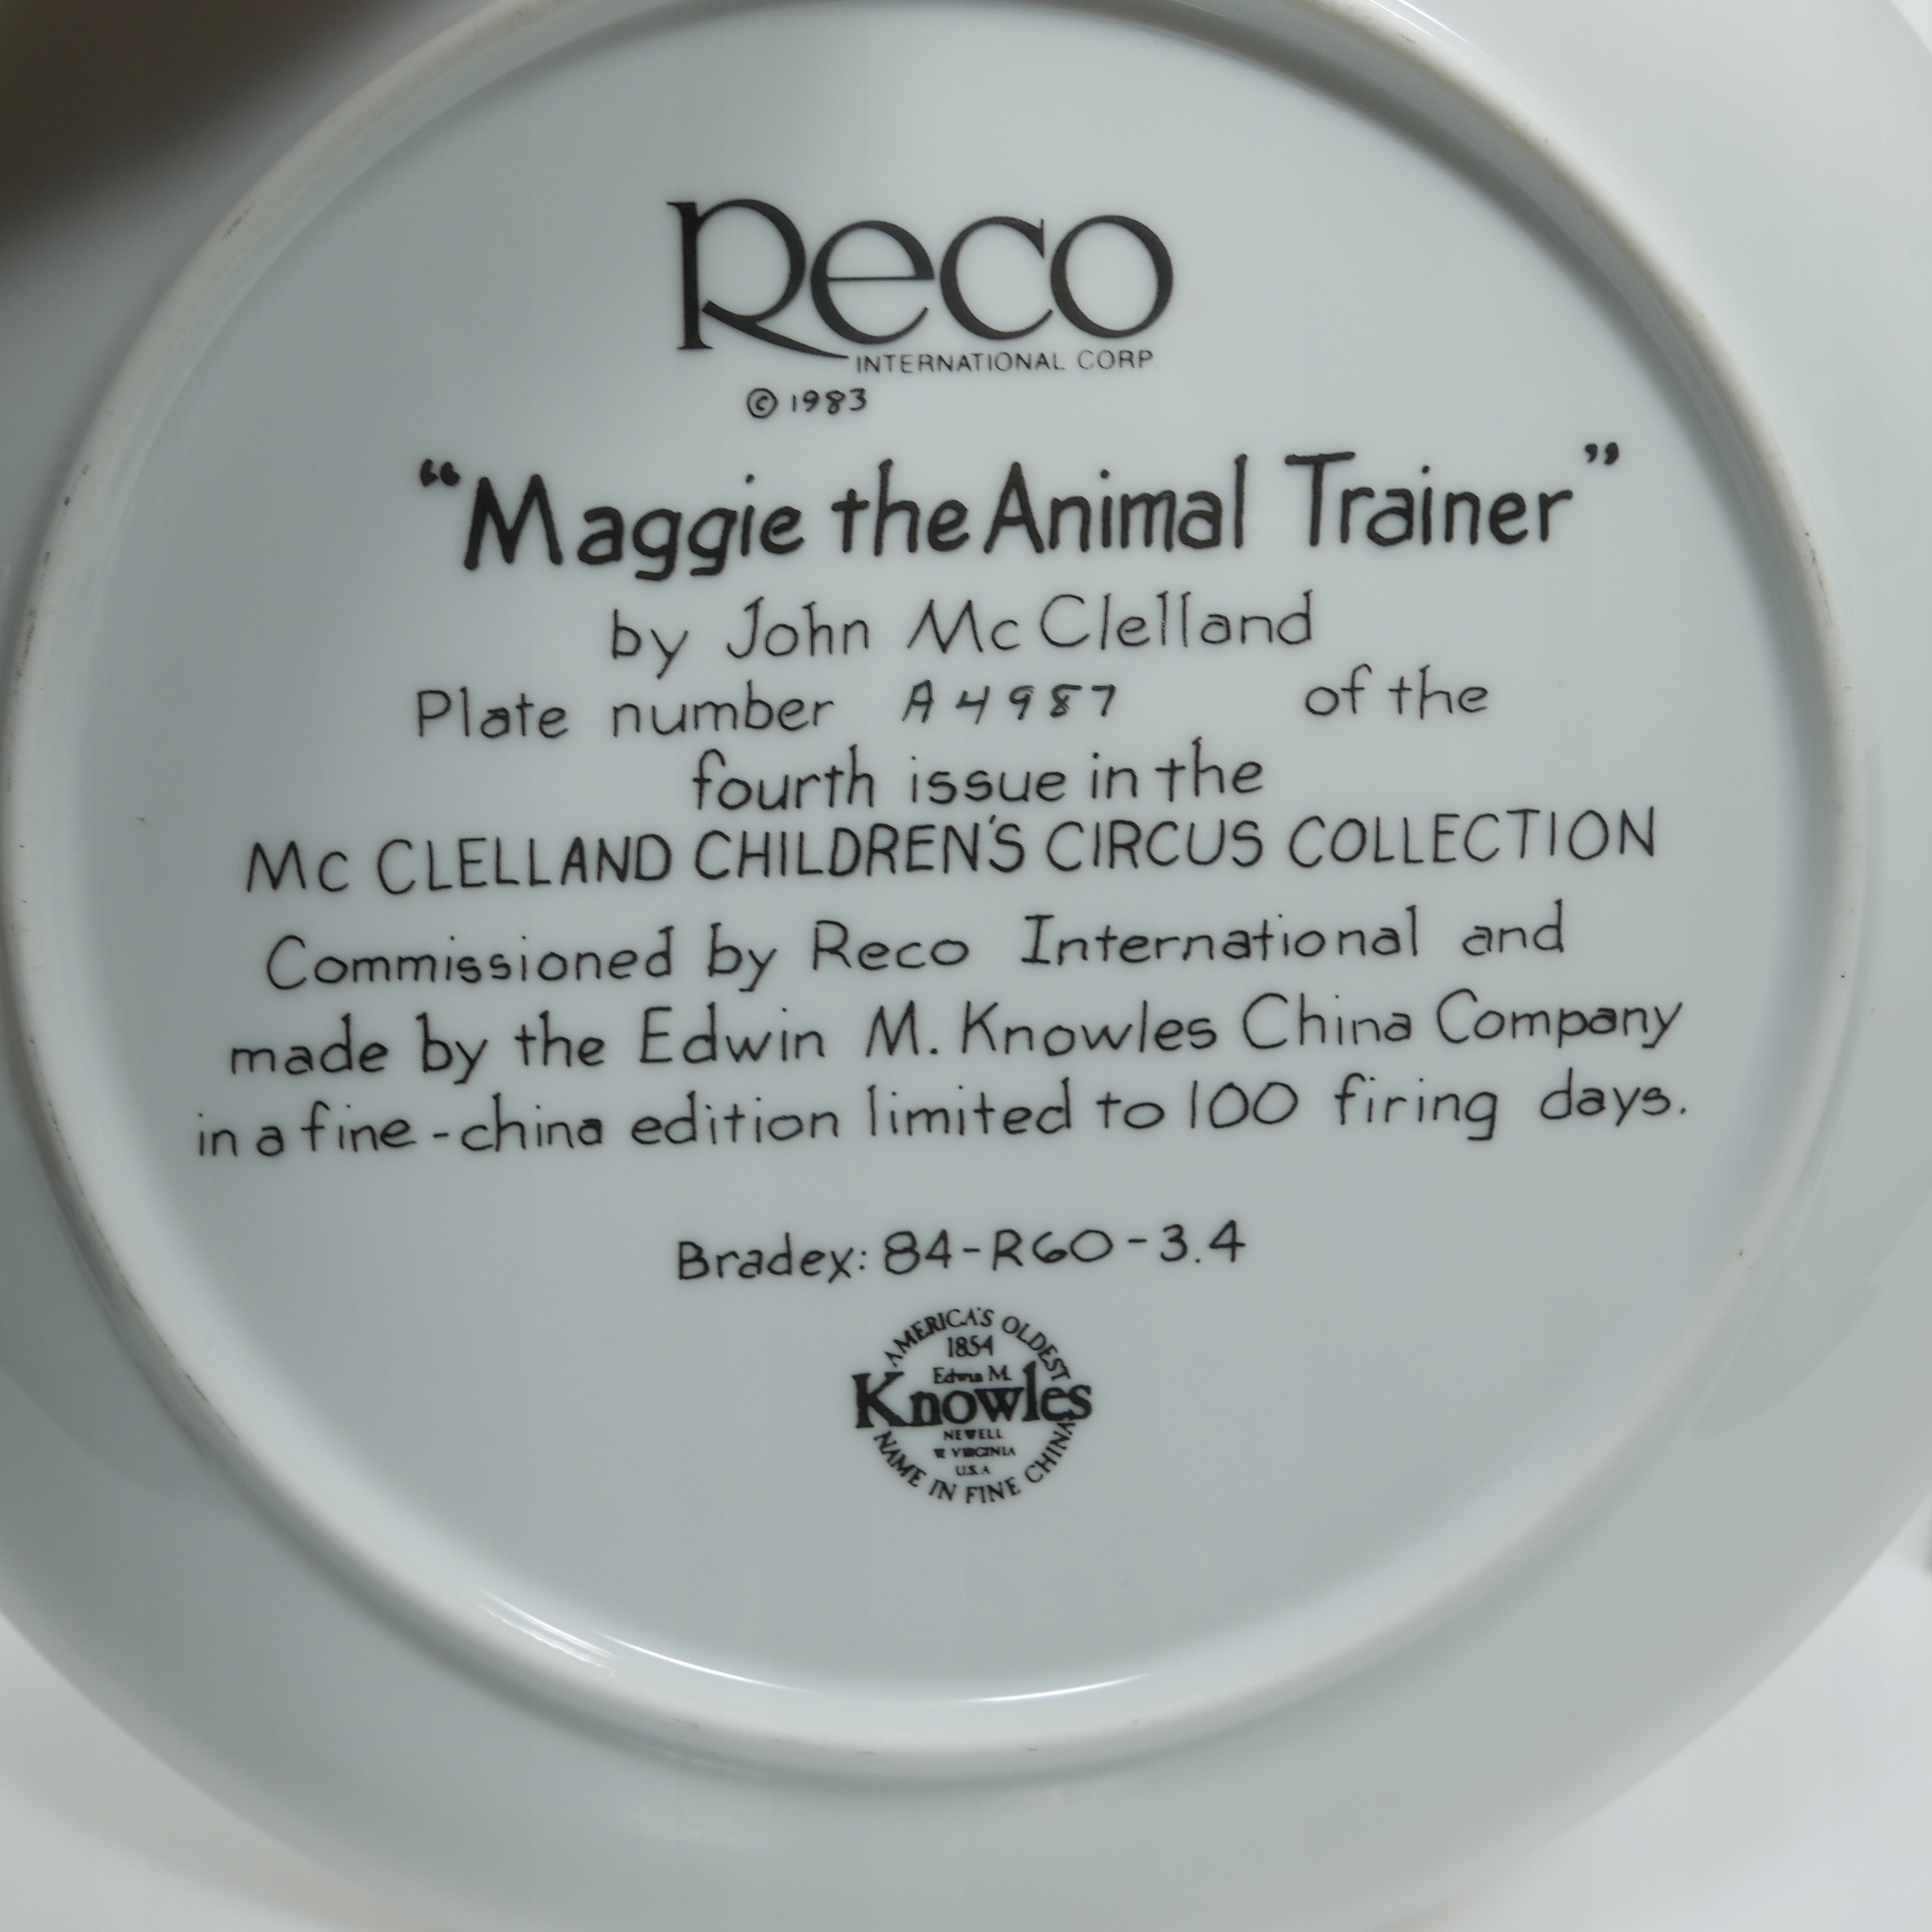 Reco
INTERNATIONAL CORP.
© 1983
“Maggie the Animal Trainer”
by John McClelland
Plate number A4987 of the
fourth issue in the
MC CLELLAND CHILDREN'S CIRCUS COLLECTION
Commissioned by Reco International and
made by the Edwin M. Knowles China Company
in a fine-china edition limited to 100 firing days.
Bradex: 84-R60-3.4
AMERICA'S OLDEST
1854
Edwin M.
Knowles
NEWELL
W VIRGINIA
U.S.A
NAME IN FINE CHINA